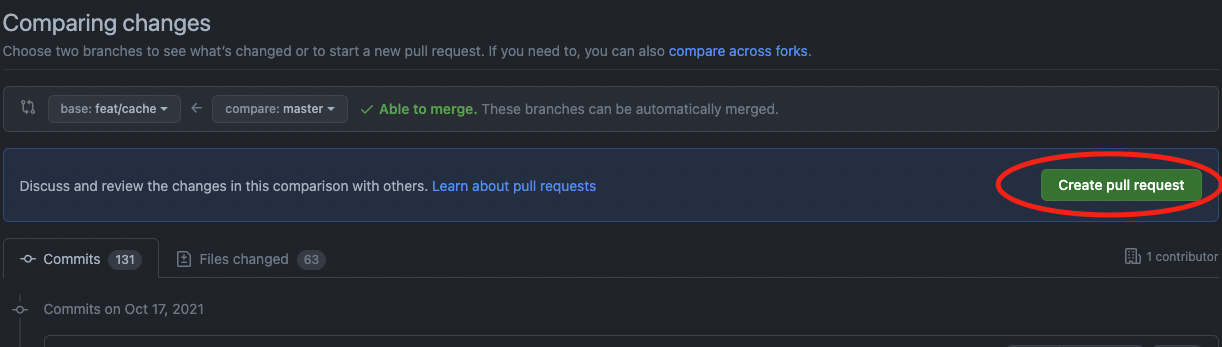 Comparing changes
Choose two branches to see what's changed or to start a new pull request. If you need to, you can also compare across forks.
base: feat/cache
compare: master
Able to merge. These branches can be automatically merged.
Discuss and review the changes in this comparison with others. Learn about pull requests
Create pull request
Commits 131
Files changed 63
1 contributor
Commits on Oct 17, 2021